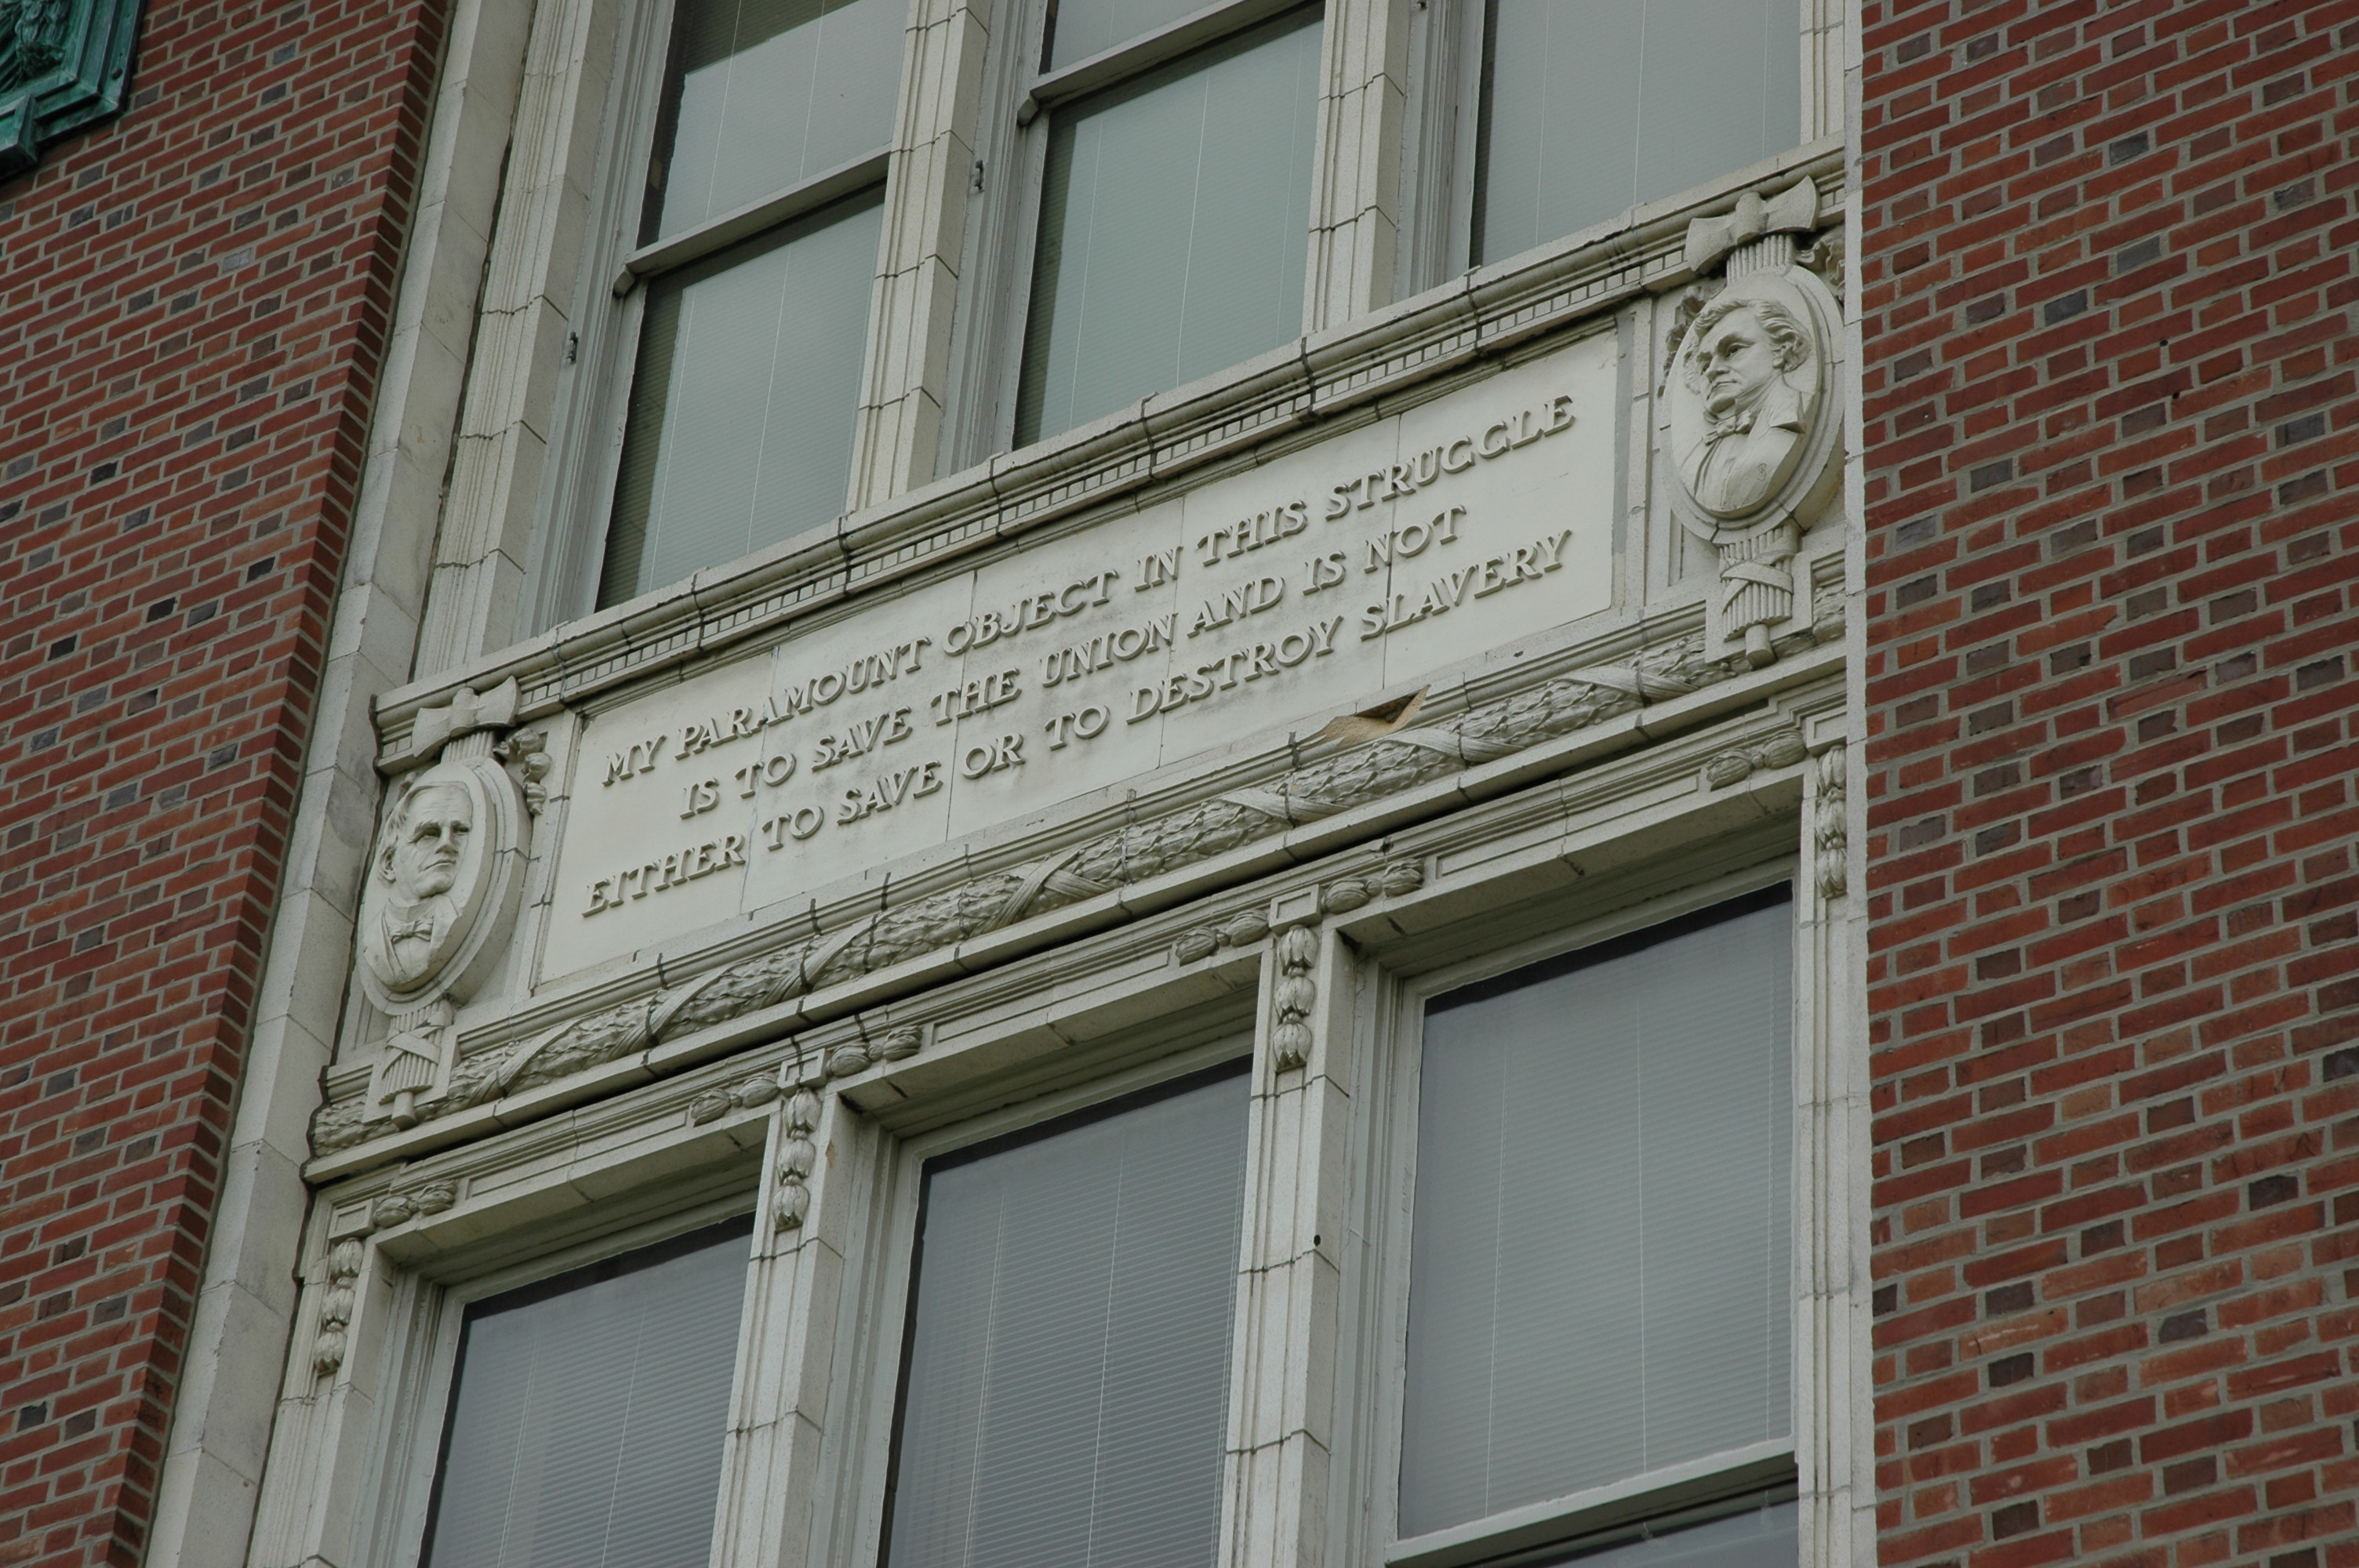 MY PARAMOUNT OBJECT IN THIS STRUGGLE
IS TO SAVE THE UNION AND IS NOT
EITHER TO SAVE OR TO DESTROY SLAVERY